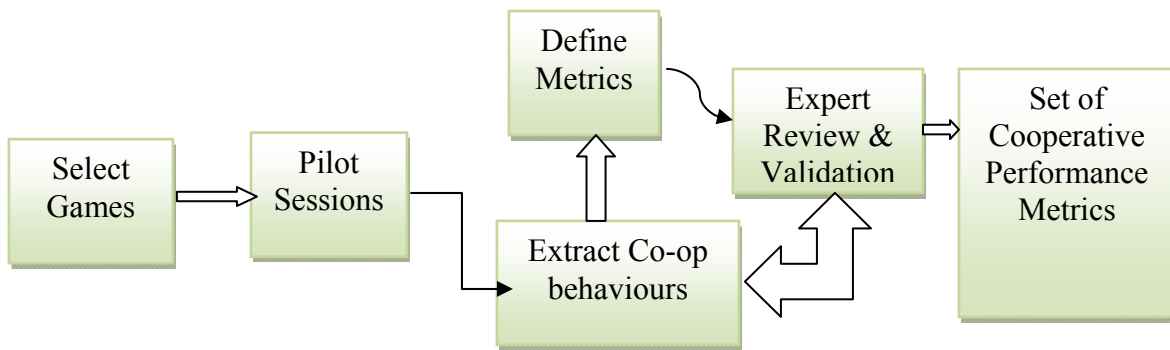 Select
Games
Pilot
Sessions
Extract Co-op
behaviours
Define
Metrics
Expert
Review &
Validation
Set of
Cooperative
Performance
Metrics